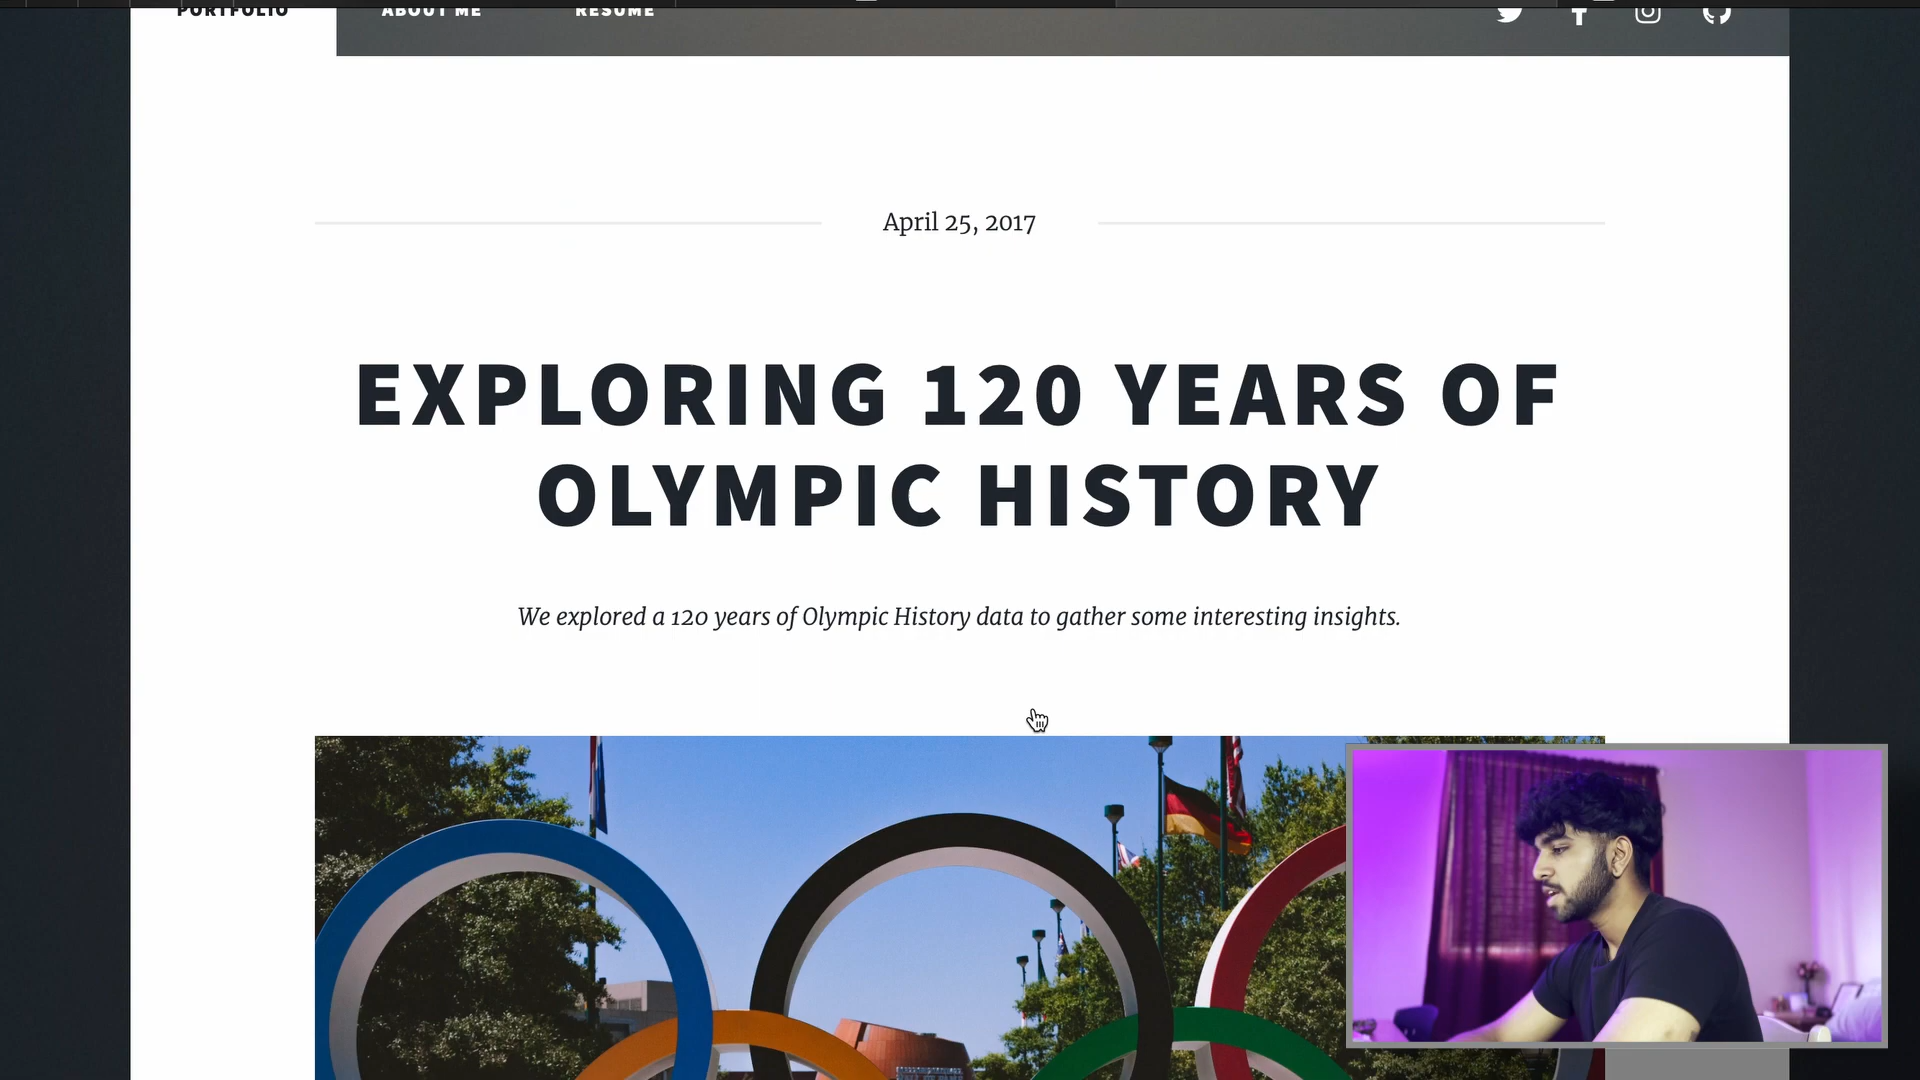 PORTFOLIO
ABOUT ME
RESUME
April 25, 2017
EXPLORING 120 YEARS OF
OLYMPIC HISTORY
We explored a 120 years of Olympic History data to gather some interesting insights.